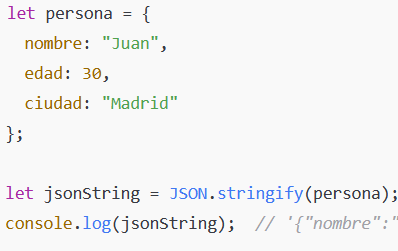 let persona = {
nombre: "Juan",
edad: 30,
ciudad: "Madrid"
};
let jsonString = JSON.stringify(persona);
console.log(jsonString); // '{"nombre":"